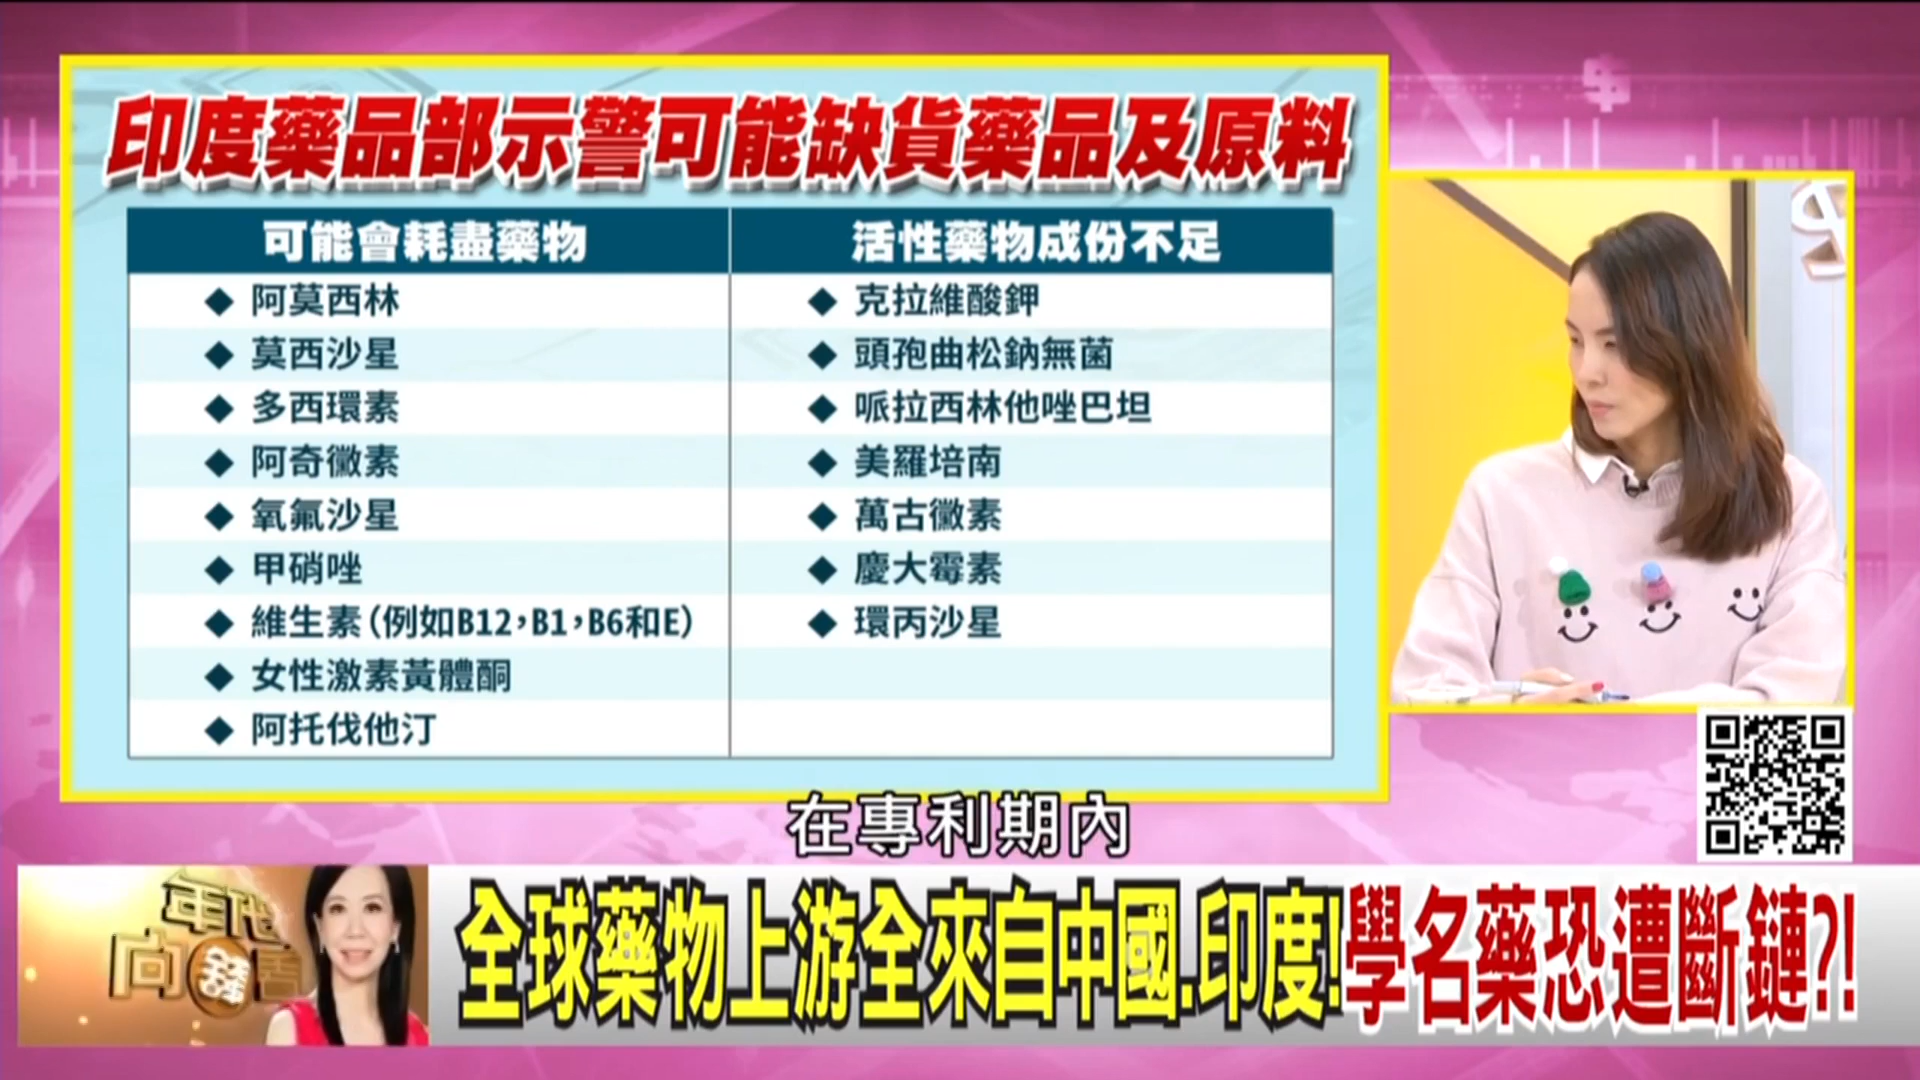 印度藥品部示警可能缺貨藥品及原料
可能會耗盡藥物
活性藥物成份不足
◆ 阿莫西林
◆ 克拉維酸鉀
◆ 莫西沙星
◆ 頭孢曲松鈉無菌
◆ 多西環素
◆ 哌拉西林他唑巴坦
◆ 阿奇黴素
◆ 美羅培南
◆ 氧氟沙星
◆ 萬古黴素
◆ 甲硝唑
◆ 慶大霉素
◆ 維生素(例如B12,B1,B6和E)
◆ 環丙沙星
◆ 女性激素黃體酮
◆ 阿托伐他汀
在專利期內
年代
向錢看
全球藥物上游全來自中國.印度!學名藥恐遭斷鏈?!